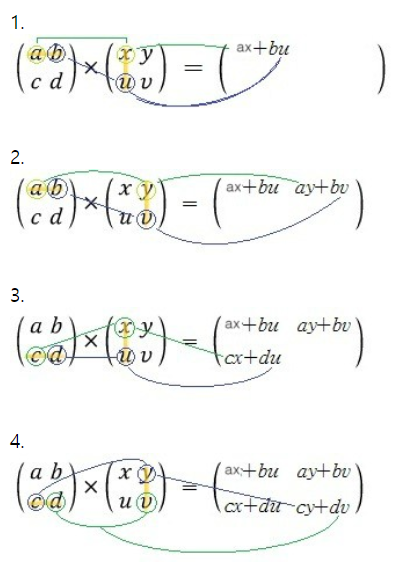 1.
( a b ) × ( x y ) = ( ax+bu )
( c d ) ( u v )
2.
( a b ) × ( x y ) = ( ax+bu ay+bv )
( c d ) ( u v )
3.
( a b ) × ( x y ) = ( ax+bu ay+bv )
( c d ) ( u v ) ( cx+du )
4.
( a b ) × ( x y ) = ( ax+bu ay+bv )
( c d ) ( u v ) ( cx+du cy+dv )